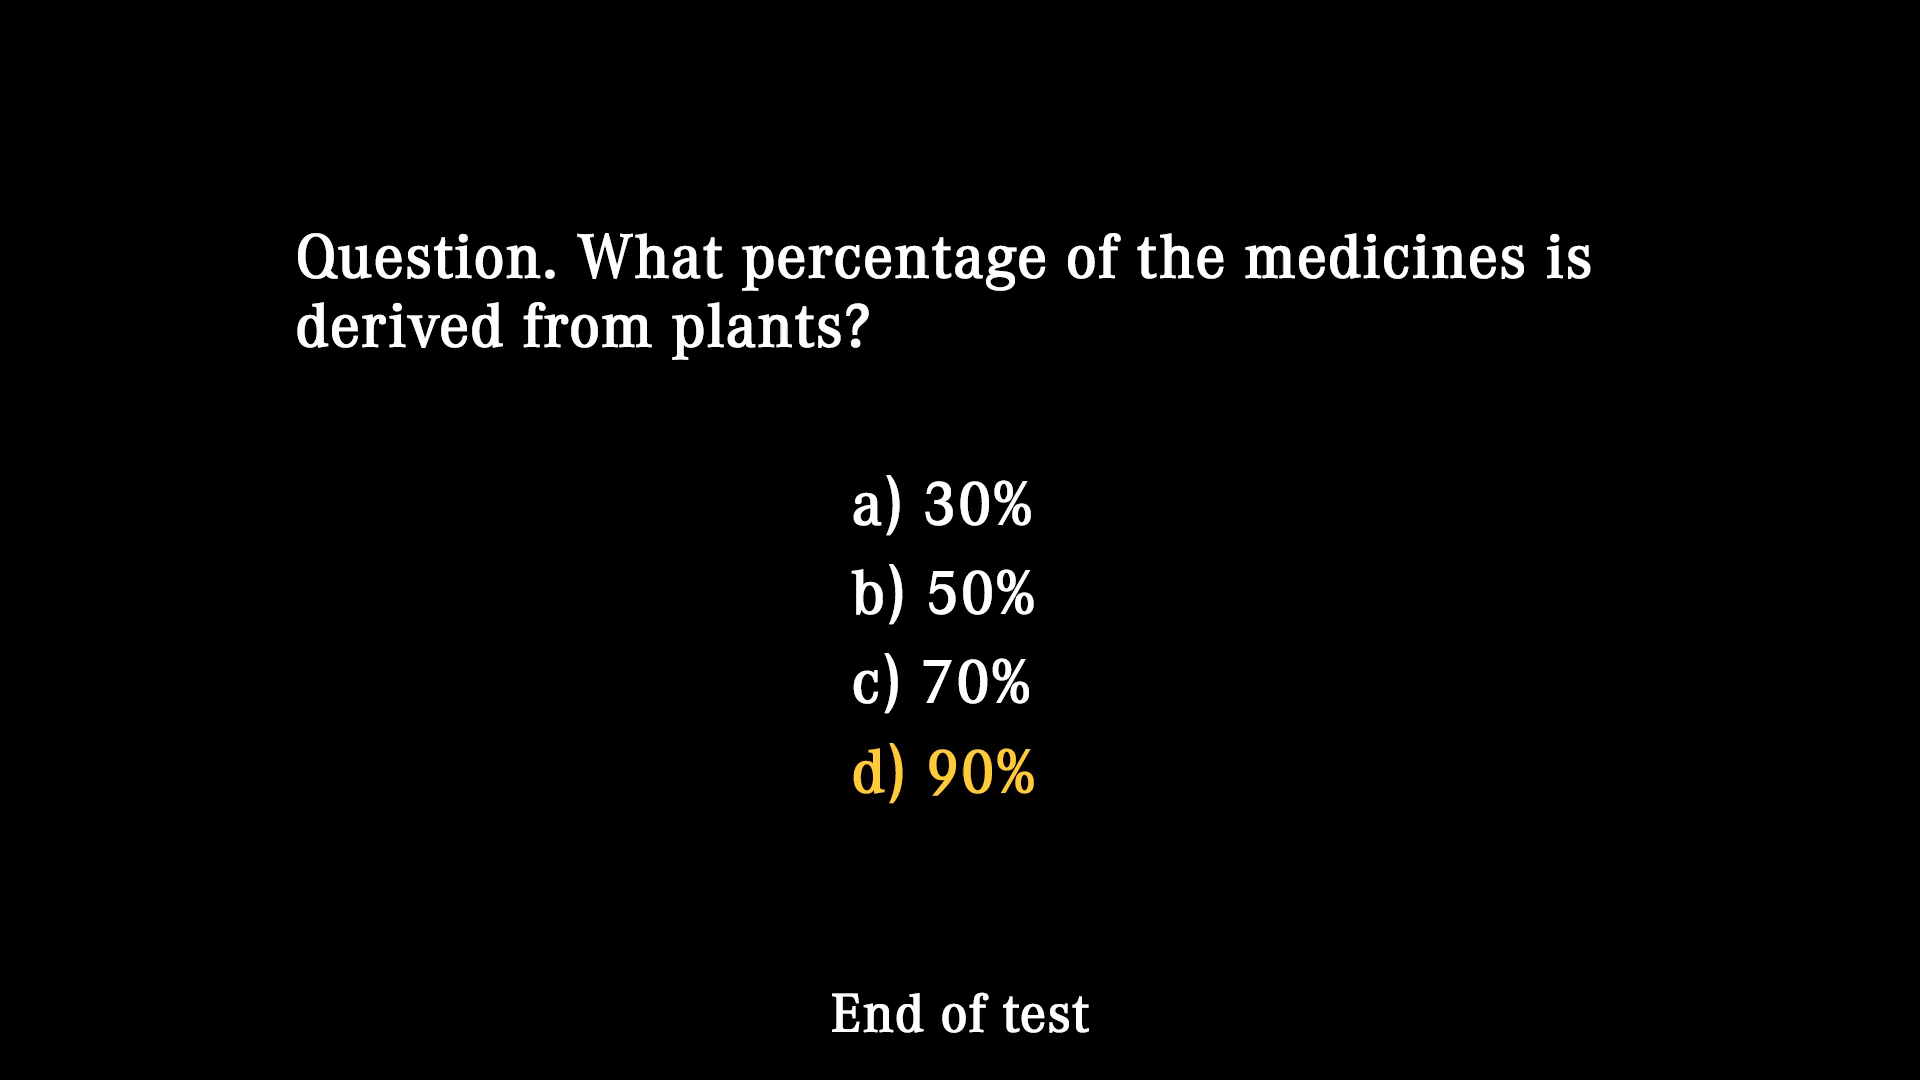 Question. What percentage of the medicines is
derived from plants?
a) 30%
b) 50%
c) 70%
d) 90%
End of test